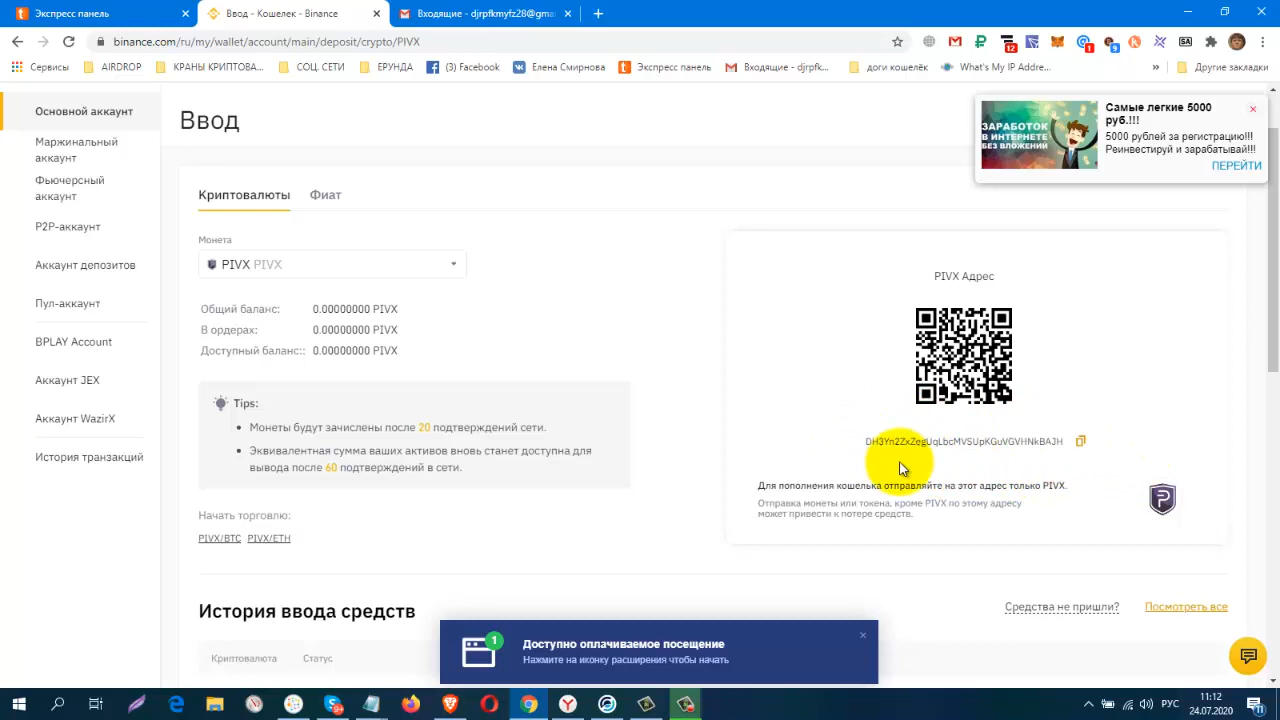 Экспресс панель
Ввод - Кошелек - Binance
Входящие - djrpfkmyfz28@gma
binance.com/ru/my/wallet/account/main/deposit/crypto/PIVX
12
1
9
SA
Сервисы
AIRDROP
КРАНЫ КРИПТОВА...
СОЦ СЕТИ
ЕРУНДА
(3) Facebook
Елена Смирнова
Экспресс панель
Входящие - djrpfk...
доги кошелёк
What's My IP Addre...
»
Другие закладки
Основной аккаунт
Маржинальный
аккаунт
Фьючерсный
аккаунт
P2P-аккаунт
Аккаунт депозитов
Пул-аккаунт
BPLAY Account
Аккаунт JEX
Аккаунт WazirX
История транзакций
Ввод
ЗАРАБОТОК
В ИНТЕРНЕТЕ
БЕЗ ВЛОЖЕНИЙ
Самые легкие 5000
руб.!!!
5000 рублей за регистрацию!!!
Реинвестируй и зарабатывай!!!
ПЕРЕЙТИ
Криптовалюты
Фиат
Монета
PIVX PIVX
Общий баланс: 0.00000000 PIVX
В ордерах: 0.00000000 PIVX
Доступный баланс:: 0.00000000 PIVX
Tips:
Монеты будут зачислены после 20 подтверждений сети.
Эквивалентная сумма ваших активов вновь станет доступна для
вывода после 60 подтверждений в сети.
Начать торговлю:
PIVX/BTC PIVX/ETH
PIVX Адрес
DH3Yn2ZxZegUqLbcMVSUpKGuVGVHNkBAJH
Для пополнения кошелька отправляйте на этот адрес только PIVX.
Отправка монеты или токена, кроме PIVX по этому адресу
может привести к потере средств.
История ввода средств
Средства не пришли?
Посмотреть все
Криптовалюта
Статус
1
Доступно оплачиваемое посещение
Нажмите на иконку расширения чтобы начать
РУС
11:12
24.07.2020